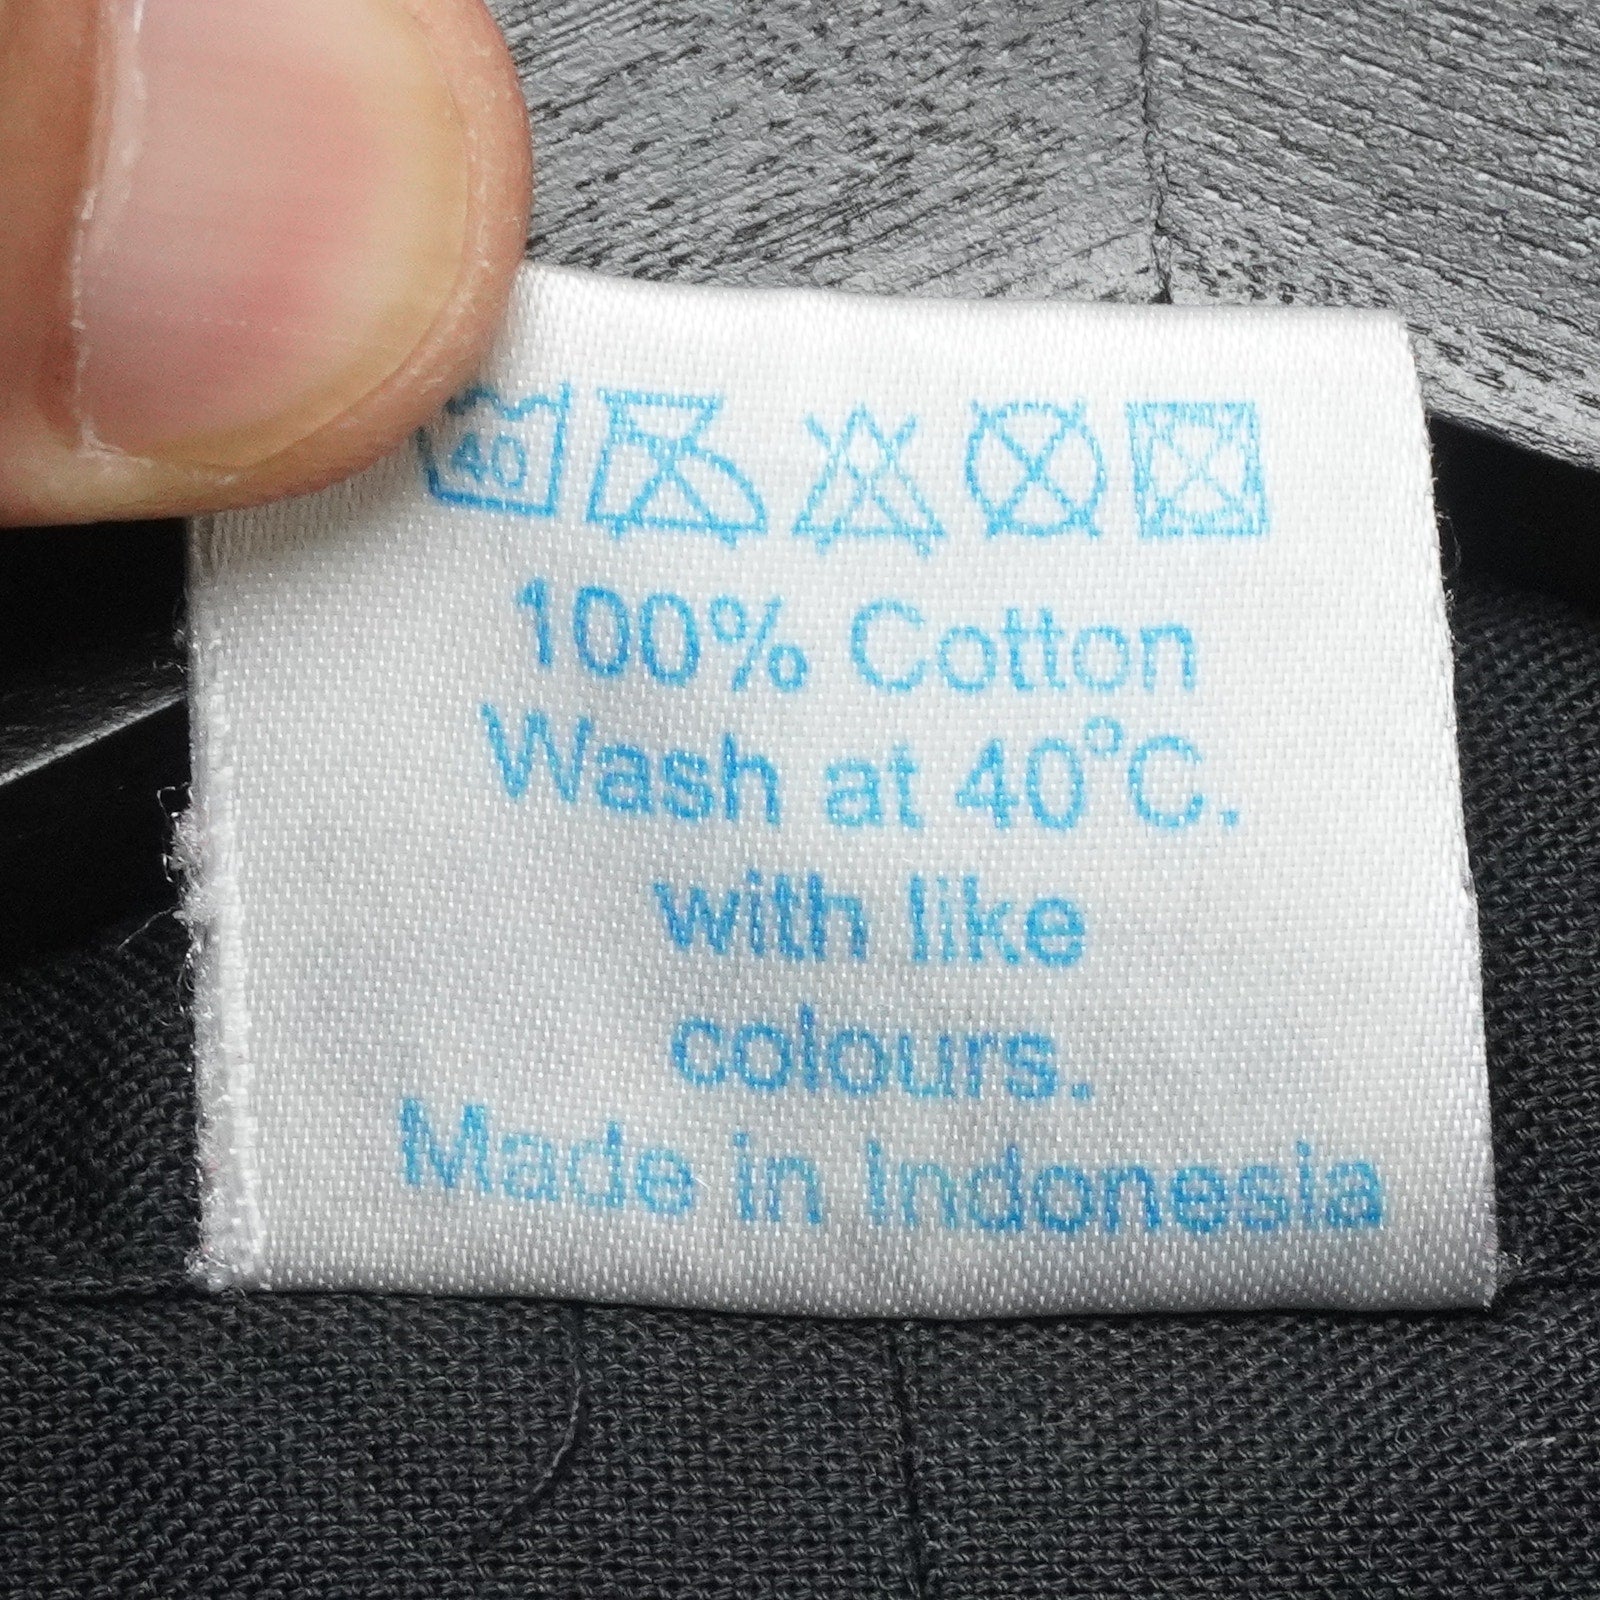 40
100% Cotton
Wash at 40°C.
with like
colours.
Made in Indonesia